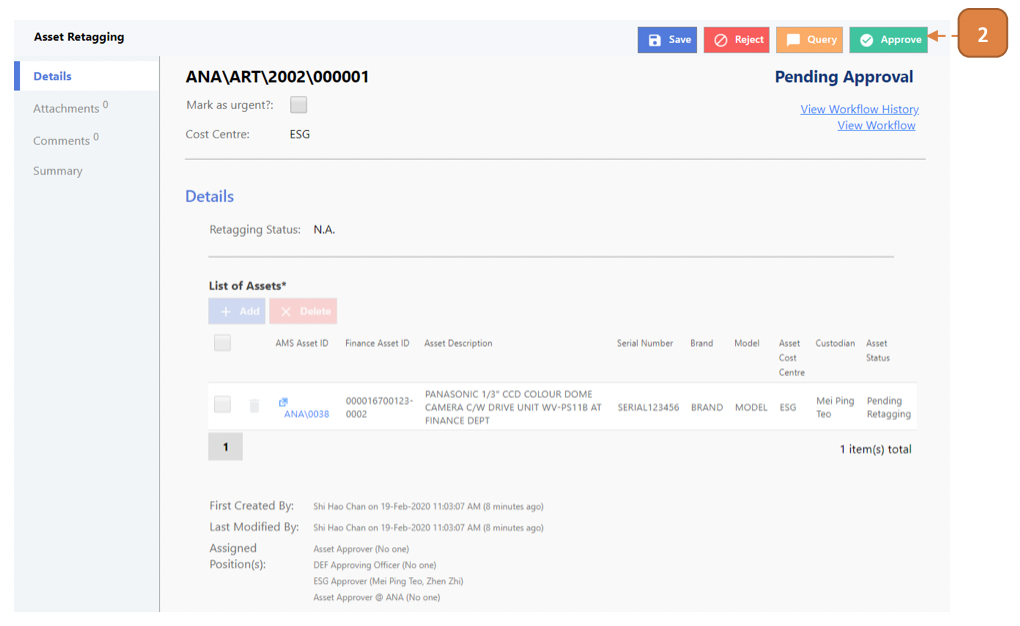 Asset Retagging
Save
Reject
Query
Approve
2
Details
Attachments 0
Comments 0
Summary
ANA\ART\2002\000001
Pending Approval
Mark as urgent?:
View Workflow History
View Workflow
Cost Centre: ESG
Details
Retagging Status: N.A.
List of Assets*
+ Add
Delete
AMS Asset ID Finance Asset ID Asset Description Serial Number Brand Model Asset Cost Centre Custodian Asset Status
ANA\0038
000016700123-
0002
PANASONIC 1/3" CCD COLOUR DOME
CAMERA C/W DRIVE UNIT WV-PS11B AT
FINANCE DEPT
SERIAL123456 BRAND MODEL ESG
Mei Ping
Teo
Pending
Retagging
1
1 item(s) total
First Created By: Shi Hao Chan on 19-Feb-2020 11:03:07 AM (8 minutes ago)
Last Modified By: Shi Hao Chan on 19-Feb-2020 11:03:07 AM (8 minutes ago)
Assigned
Position(s):
Asset Approver (No one)
DEF Approving Officer (No one)
ESG Approver (Mei Ping Teo, Zhen Zhi)
Asset Approver @ ANA (No one)